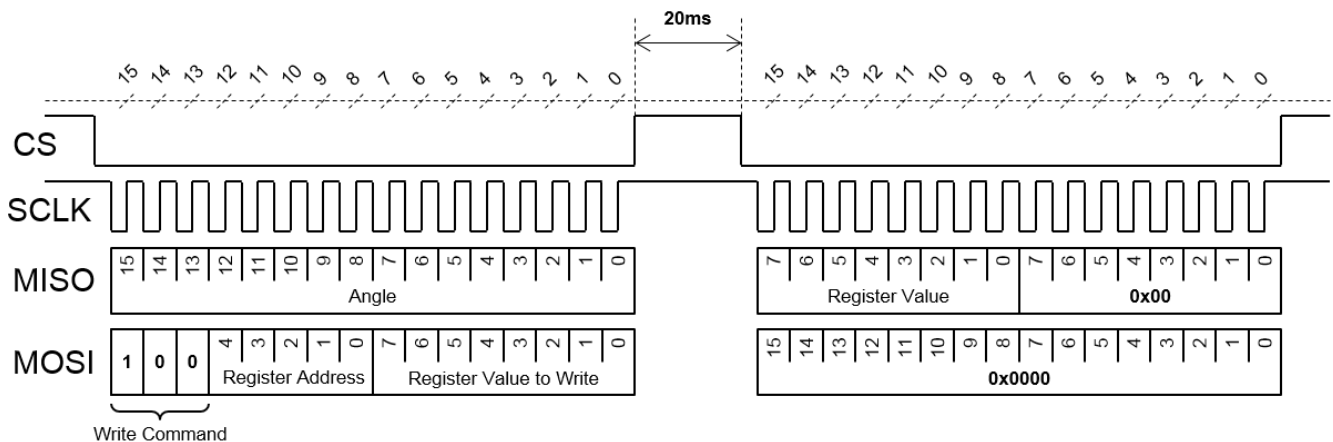 20ms
15 14 13 12 11 10 9 8 7 6 5 4 3 2 1 0 15 14 13 12 11 10 9 8 7 6 5 4 3 2 1 0
CS
SCLK
MISO 15 14 13 12 11 10 9 8 7 6 5 4 3 2 1 0 7 6 5 4 3 2 1 0 7 6 5 4 3 2 1 0
Angle Register Value 0x00
MOSI 1 0 0 4 3 2 1 0 7 6 5 4 3 2 1 0 15 14 13 12 11 10 9 8 7 6 5 4 3 2 1 0
Register Address Register Value to Write 0x0000
Write Command